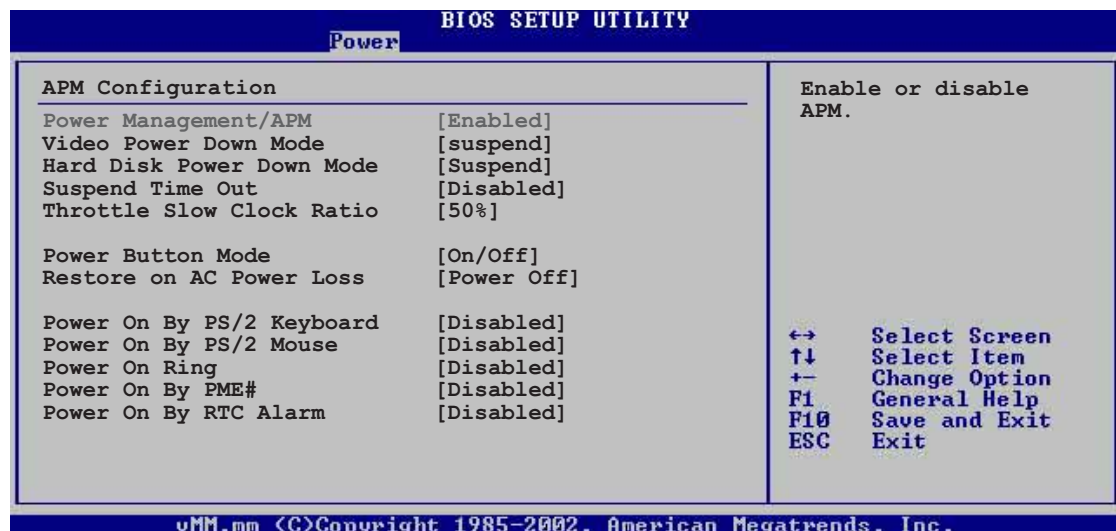 BIOS SETUP UTILITY
Power
APM Configuration
Power Management/APM [Enabled]
Video Power Down Mode [suspend]
Hard Disk Power Down Mode [Suspend]
Suspend Time Out [Disabled]
Throttle Slow Clock Ratio [50%]
Power Button Mode [On/Off]
Restore on AC Power Loss [Power Off]
Power On By PS/2 Keyboard [Disabled]
Power On By PS/2 Mouse [Disabled]
Power On Ring [Disabled]
Power On By PME# [Disabled]
Power On By RTC Alarm [Disabled]
Enable or disable
APM.
←→ Select Screen
↑↓ Select Item
+- Change Option
F1 General Help
F10 Save and Exit
ESC Exit
vMM.mm (C)Copyright 1985-2002, American Megatrends, Inc.